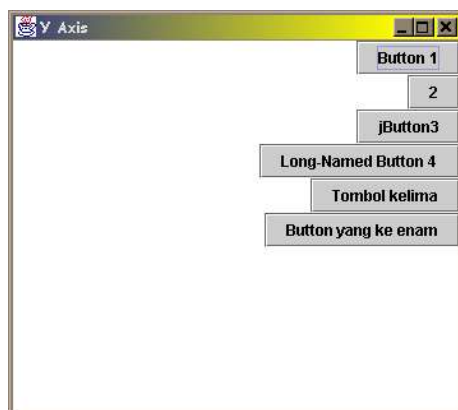 Y Axis
Button 1
2
jButton3
Long-Named Button 4
Tombol kelima
Button yang ke enam